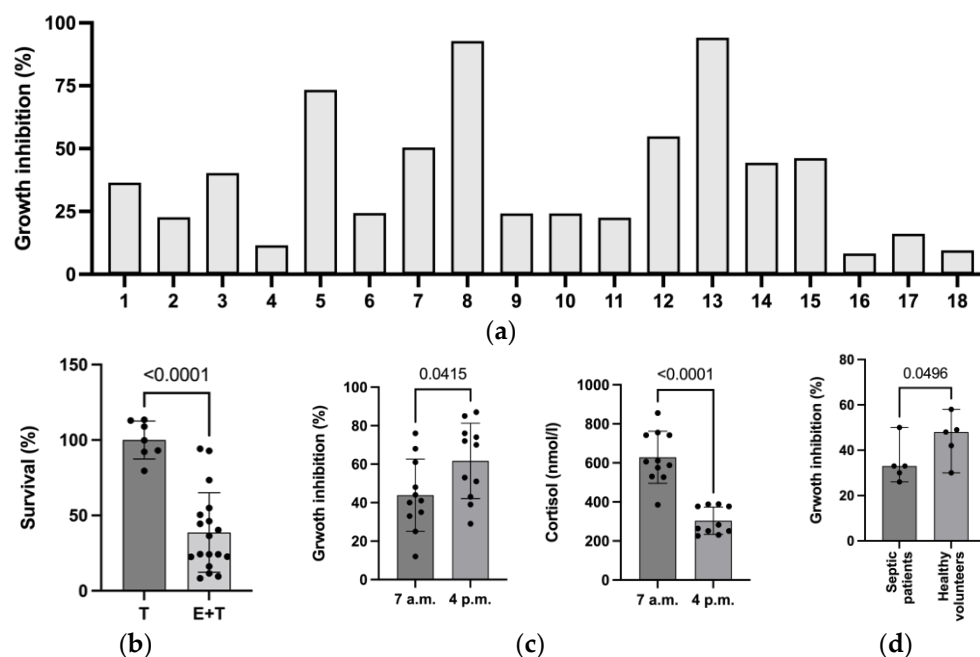 Growth inhibition (%)
100
75
50
25
0
1 2 3 4 5 6 7 8 9 10 11 12 13 14 15 16 17 18
(a)
Survival (%)
150
100
50
0
<0.0001
T E+T
(b)
Grwoth inhibition (%)
100
80
60
40
20
0
0.0415
7 a.m. 4 p.m.
Cortisol (nmol/l)
1000
800
600
400
200
0
<0.0001
7 a.m. 4 p.m.
(c)
Grwoth inhibition (%)
80
60
40
20
0
0.0496
Septic
patients
Healthy
volunteers
(d)